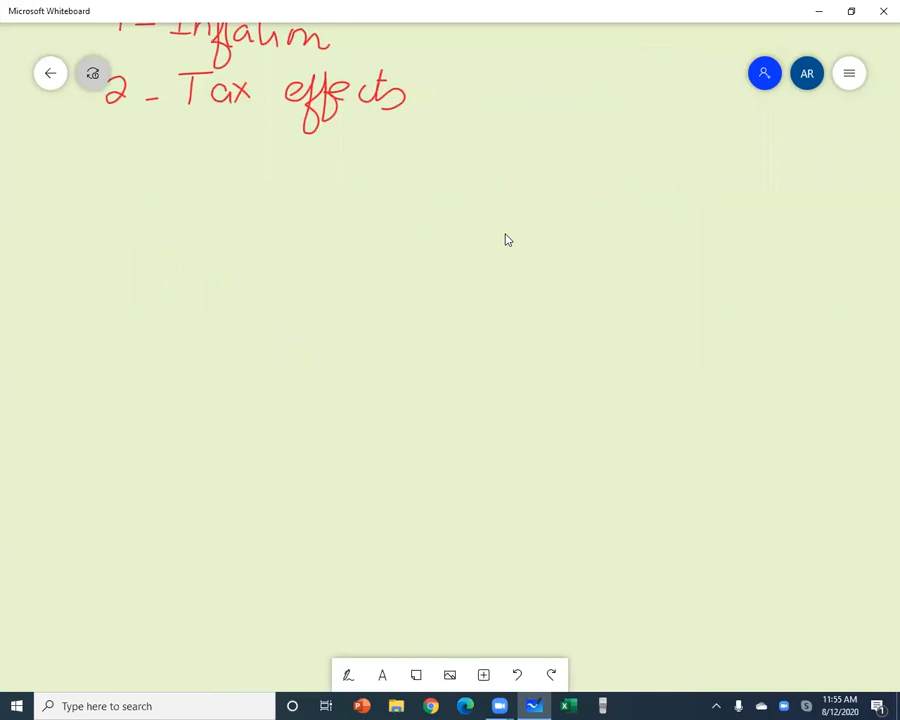 Microsoft Whiteboard
1 - Inflation
2 - Tax effects
AR
A
Type here to search
11:55 AM
8/12/2020